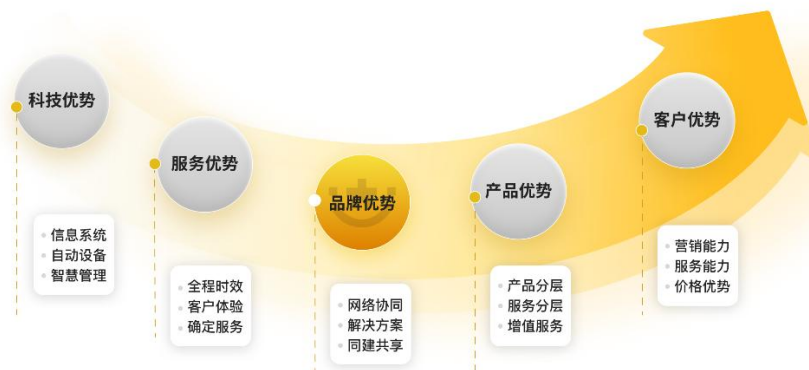 科技优势
信息系统
自动设备
智慧管理
服务优势
全程时效
客户体验
确定服务
品牌优势
网络协同
解决方案
同建共享
产品优势
产品分层
服务分层
增值服务
客户优势
营销能力
服务能力
价格优势